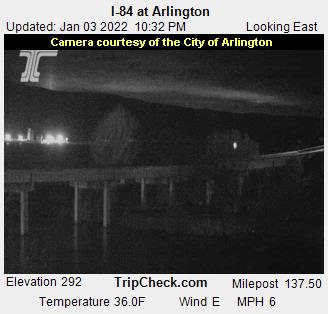 I-84 at Arlington
Updated: Jan 03 2022 10:32 PM Looking East
Camera courtesy of the City of Arlington
Elevation 292 TripCheck.com Milepost 137.50
Temperature 36.0F Wind E MPH 6